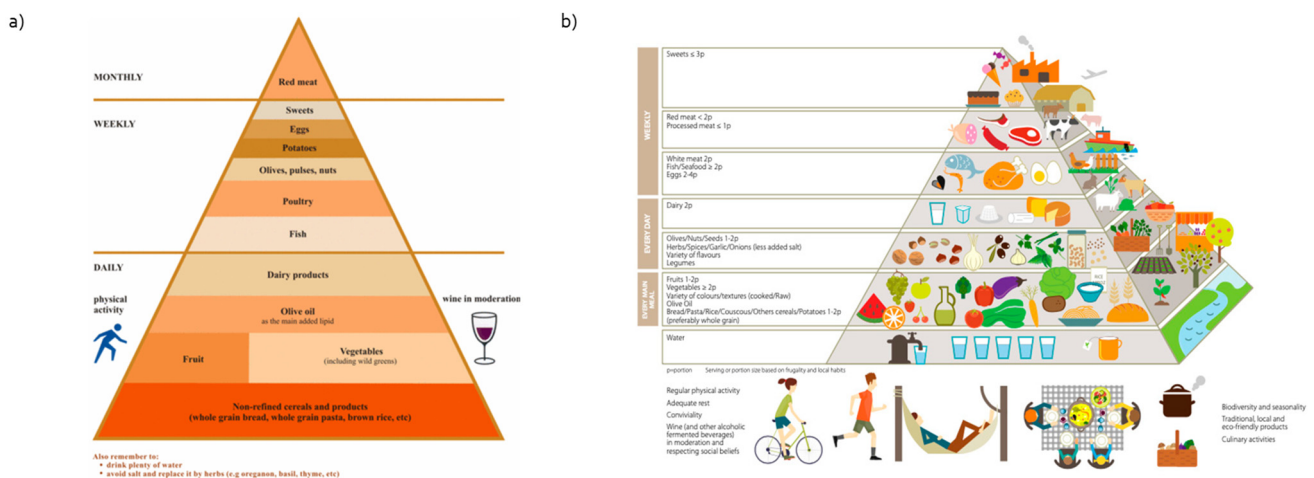 a)
MONTHLY
Red meat
WEEKLY
Sweets
Eggs
Potatoes
Olives, pulses, nuts
Poultry
Fish
DAILY
Dairy products
physical
activity
wine in moderation
Olive oil
as the main added lipid
Fruit
Vegetables
(including wild greens)
Non-refined cereals and products
(whole grain bread, whole grain pasta, brown rice, etc)
Also remember to:
• drink plenty of water
• avoid salt and replace it by herbs (e.g oreganon, basil, thyme, etc)
b)
WEEKLY
Sweets ≤ 3p
Red meat < 2p
Processed meat ≤ 1p
White meat 2p
Fish/Seafood ≥ 2p
Eggs 2-4p
EVERY DAY
Dairy 2p
Olives/Nuts/Seeds 1-2p
Herbs/Spices/Garlic/Onions (less added salt)
Variety of flavours
Legumes
EVERY MAIN
MEAL
Fruits 1-2p
Vegetables ≥ 2p
Variety of colours/textures (cooked/Raw)
Olive Oil
Bread/Pasta/Rice/Couscous/Others cereals/Potatoes 1-2p
(preferably whole grain)
RICE
Water
p=portion Serving or portion size based on frugality and local habits
Regular physical activity
Adequate rest
Conviviality
Wine (and other alcoholic
fermented beverages)
in moderation and
respecting social beliefs
Biodiversity and seasonality
Traditional, local and
eco-friendly products
Culinary activities